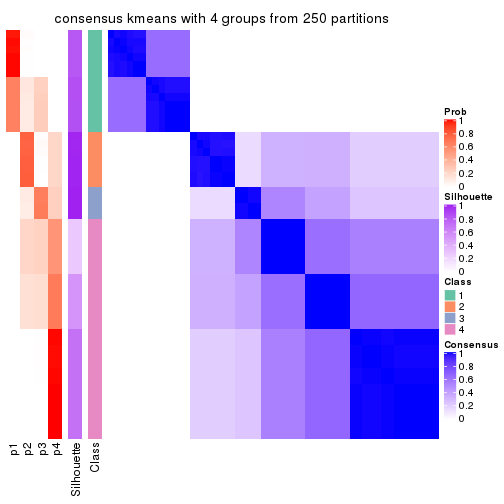 consensus kmeans with 4 groups from 250 partitions
Prob
1
0.8
0.6
0.4
0.2
0
Silhouette
1
0.8
0.6
0.4
0.2
0
Class
1
2
3
4
Consensus
1
0.8
0.6
0.4
0.2
0
p1
p2
p3
p4
Silhouette
Class